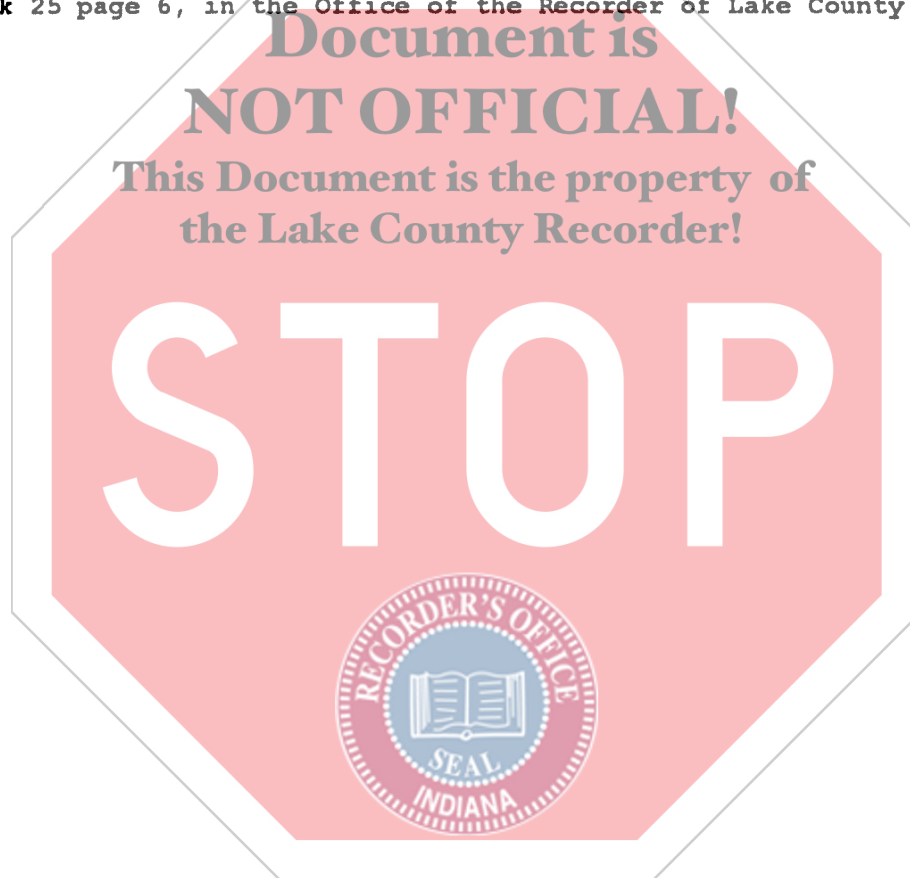 k 25 page 6, in the Office of the Recorder of Lake County
Document is
NOT OFFICIAL!
This Document is the property of
the Lake County Recorder!
STOP
RECORDER'S OFFICE
SEAL
INDIANA